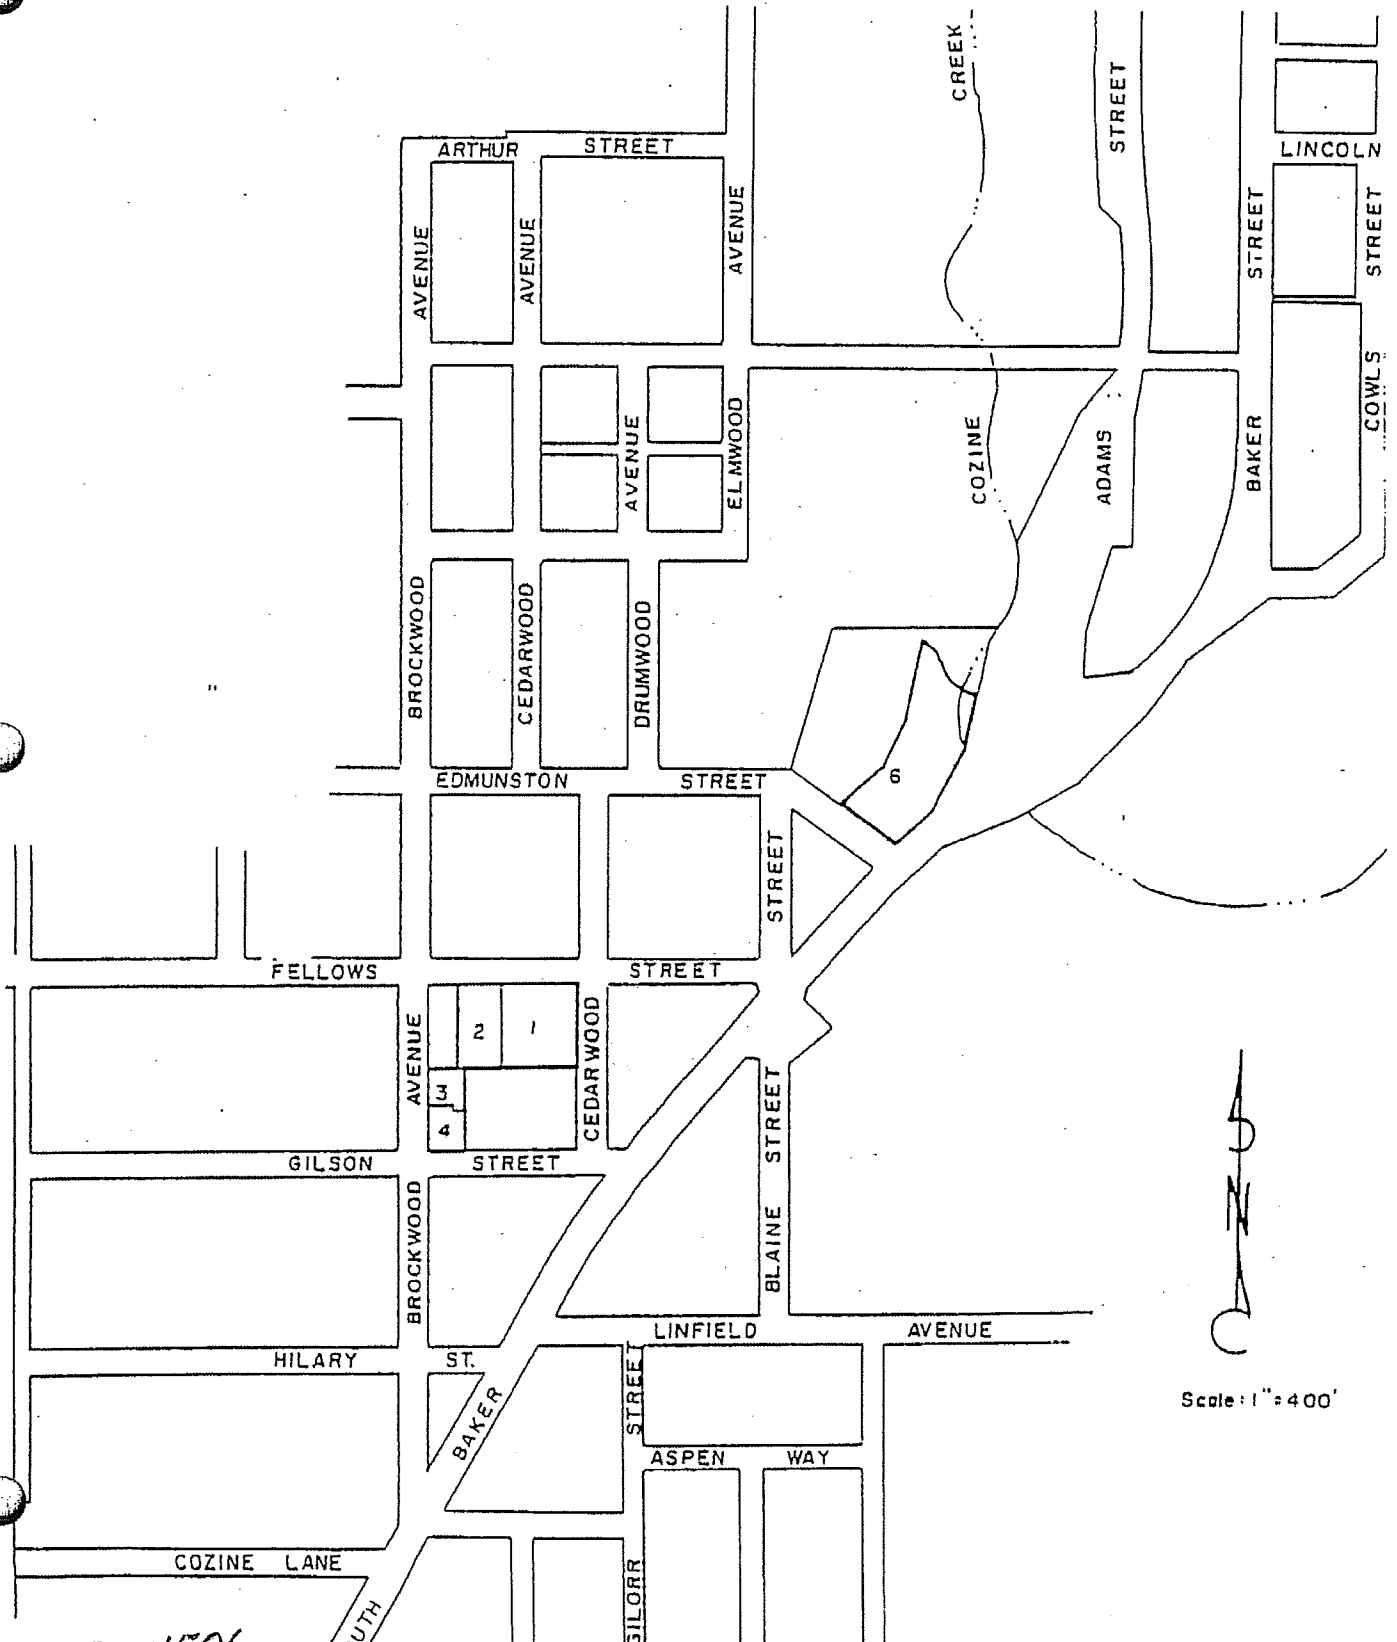 CREEK
STREET
ARTHUR STREET
LINCOLN
AVENUE
AVENUE
AVENUE
STREET
STREET
AVENUE
ELMWOOD
COZINE
ADAMS
BAKER
COWLS
BROCKWOOD
CEDARWOOD
DRUMWOOD
6
EDMUNSTON STREET
STREET
FELLOWS STREET
AVENUE
2
1
CEDARWOOD
3
4
STREET
GILSON STREET
BROCKWOOD
BLAINE
N
LINFIELD AVENUE
HILARY ST.
STREE
BAKER
Scale: 1"=400'
ASPEN WAY
COZINE LANE
GILORR
UTH